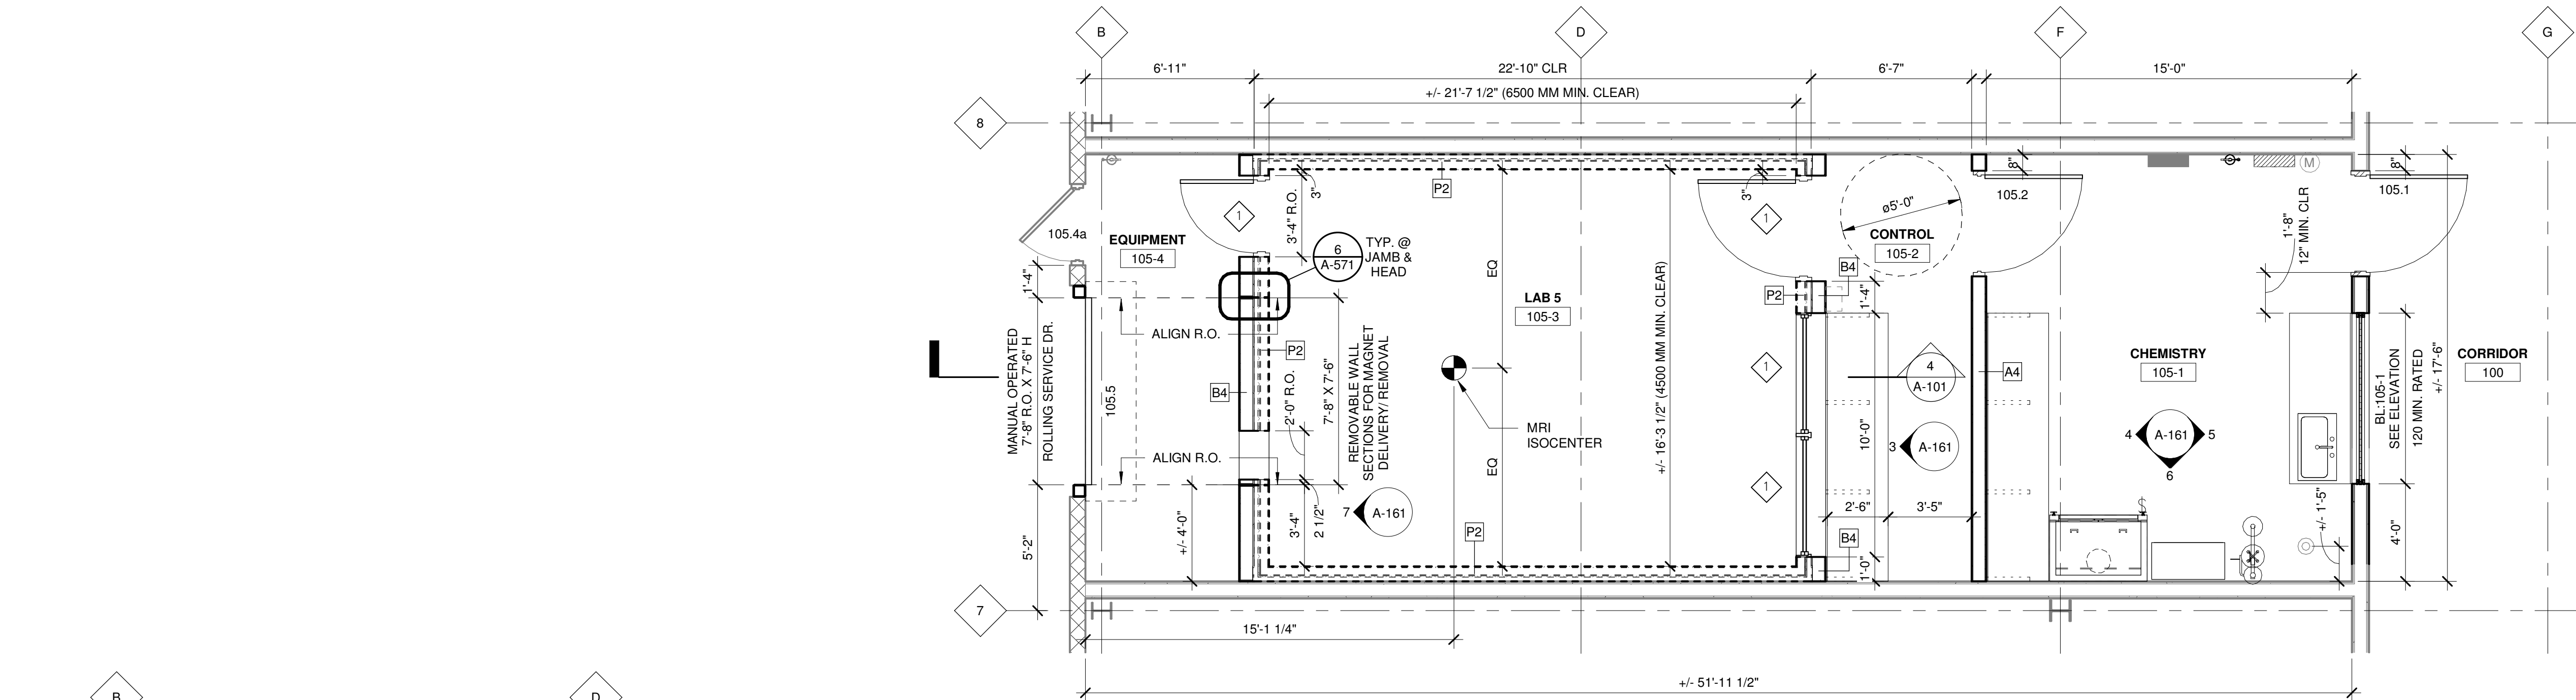 B
D
F
G
6'-11"
22'-10" CLR
6'-7"
15'-0"
+/- 21'-7 1/2" (6500 MM MIN. CLEAR)
8
P2
3"
3'-4" R.O.
1
6
A-571
TYP. @
JAMB &
HEAD
3"
1
ø5'-0"
CONTROL
105-2
105.2
8"
M
8"
105.1
1'-8"
12" MIN. CLR
105.4a
EQUIPMENT
105-4
1'-4"
ALIGN R.O.
EQ
LAB 5
105-3
+/- 16'-3 1/2" (4500 MM MIN. CLEAR)
P2
B4
1'-4"
MANUAL OPERATED
7'-8" R.O. X 7'-6" H
ROLLING SERVICE DR.
105.5
P2
B4
2'-0" R.O.
7'-8" X 7'-6"
REMOVABLE WALL
SECTIONS FOR MAGNET
DELIVERY/ REMOVAL
MRI
ISOCENTER
1
4
A-101
A4
CHEMISTRY
105-1
BL:105-1
SEE ELEVATION
120 MIN. RATED
+/- 17'-6"
CORRIDOR
100
10'-0"
3
A-161
4
A-161
5
6
ALIGN R.O.
EQ
1
7
A-161
2'-6"
3'-5"
5'-2"
+/- 4'-0"
3'-4"
2 1/2"
P2
B4
1'-0"
+/- 1'-5"
4'-0"
7
15'-1 1/4"
+/- 51'-11 1/2"
B
D